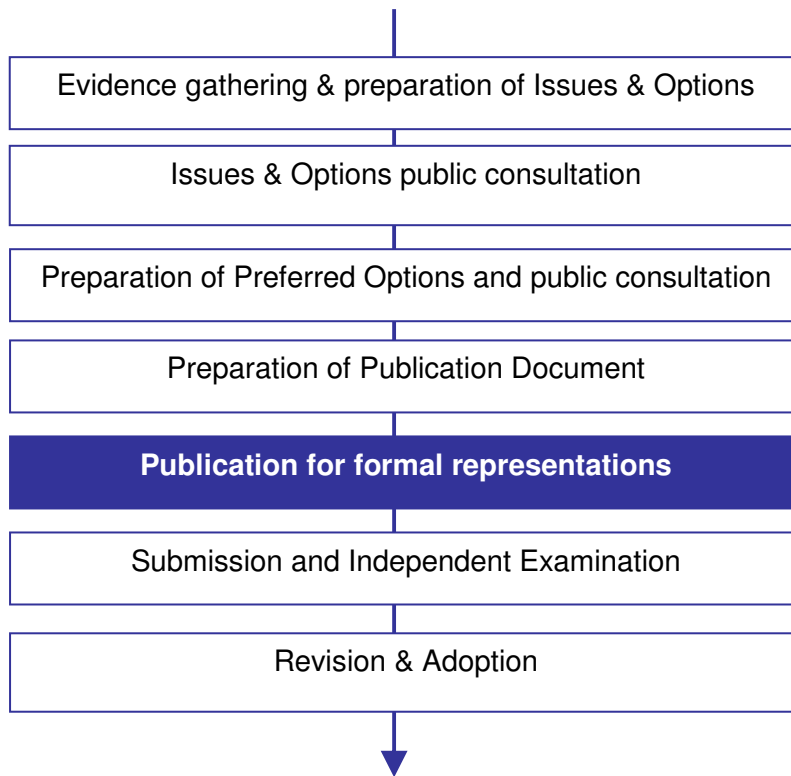 Evidence gathering & preparation of Issues & Options
Issues & Options public consultation
Preparation of Preferred Options and public consultation
Preparation of Publication Document
Publication for formal representations
Submission and Independent Examination
Revision & Adoption